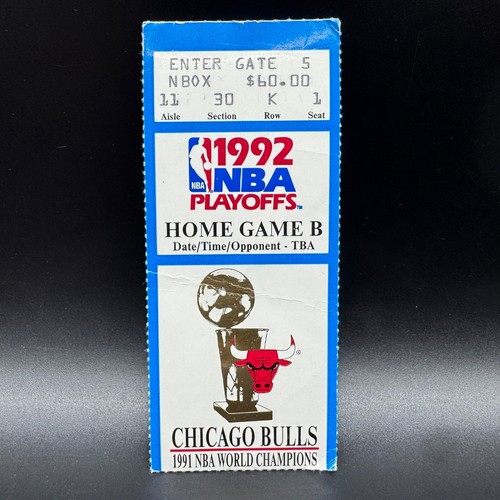 ENTER GATE 5
NBOX $60.00
11 30 K 1
Aisle Section Row Seat
NBA
1992
NBA
PLAYOFFS™
HOME GAME B
Date/Time/Opponent - TBA
®
CHICAGO BULLS
1991 NBA WORLD CHAMPIONS